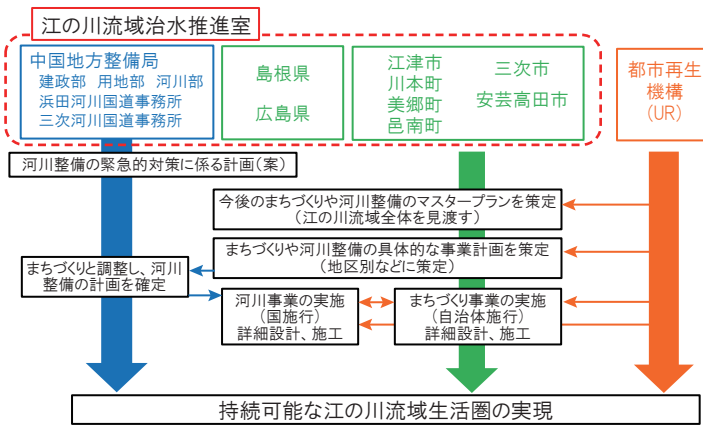 江の川流域治水推進室
中国地方整備局
建政部 用地部 河川部
浜田河川国道事務所
三次河川国道事務所
島根県
広島県
江津市
川本町
美郷町
邑南町
三次市
安芸高田市
都市再生
機構
(UR)
河川整備の緊急的対策に係る計画(案)
今後のまちづくりや河川整備のマスタープランを策定
(江の川流域全体を見渡す)
まちづくりや河川整備の具体的な事業計画を策定
(地区別などに策定)
まちづくりと調整し、河川
整備の計画を確定
河川事業の実施
(国施行)
詳細設計、施工
まちづくり事業の実施
(自治体施行)
詳細設計、施工
持続可能な江の川流域生活圏の実現